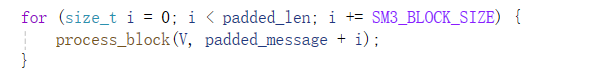 for (size_t i = 0; i < padded_len; i += SM3_BLOCK_SIZE) {
    process_block(V, padded_message + i);
}